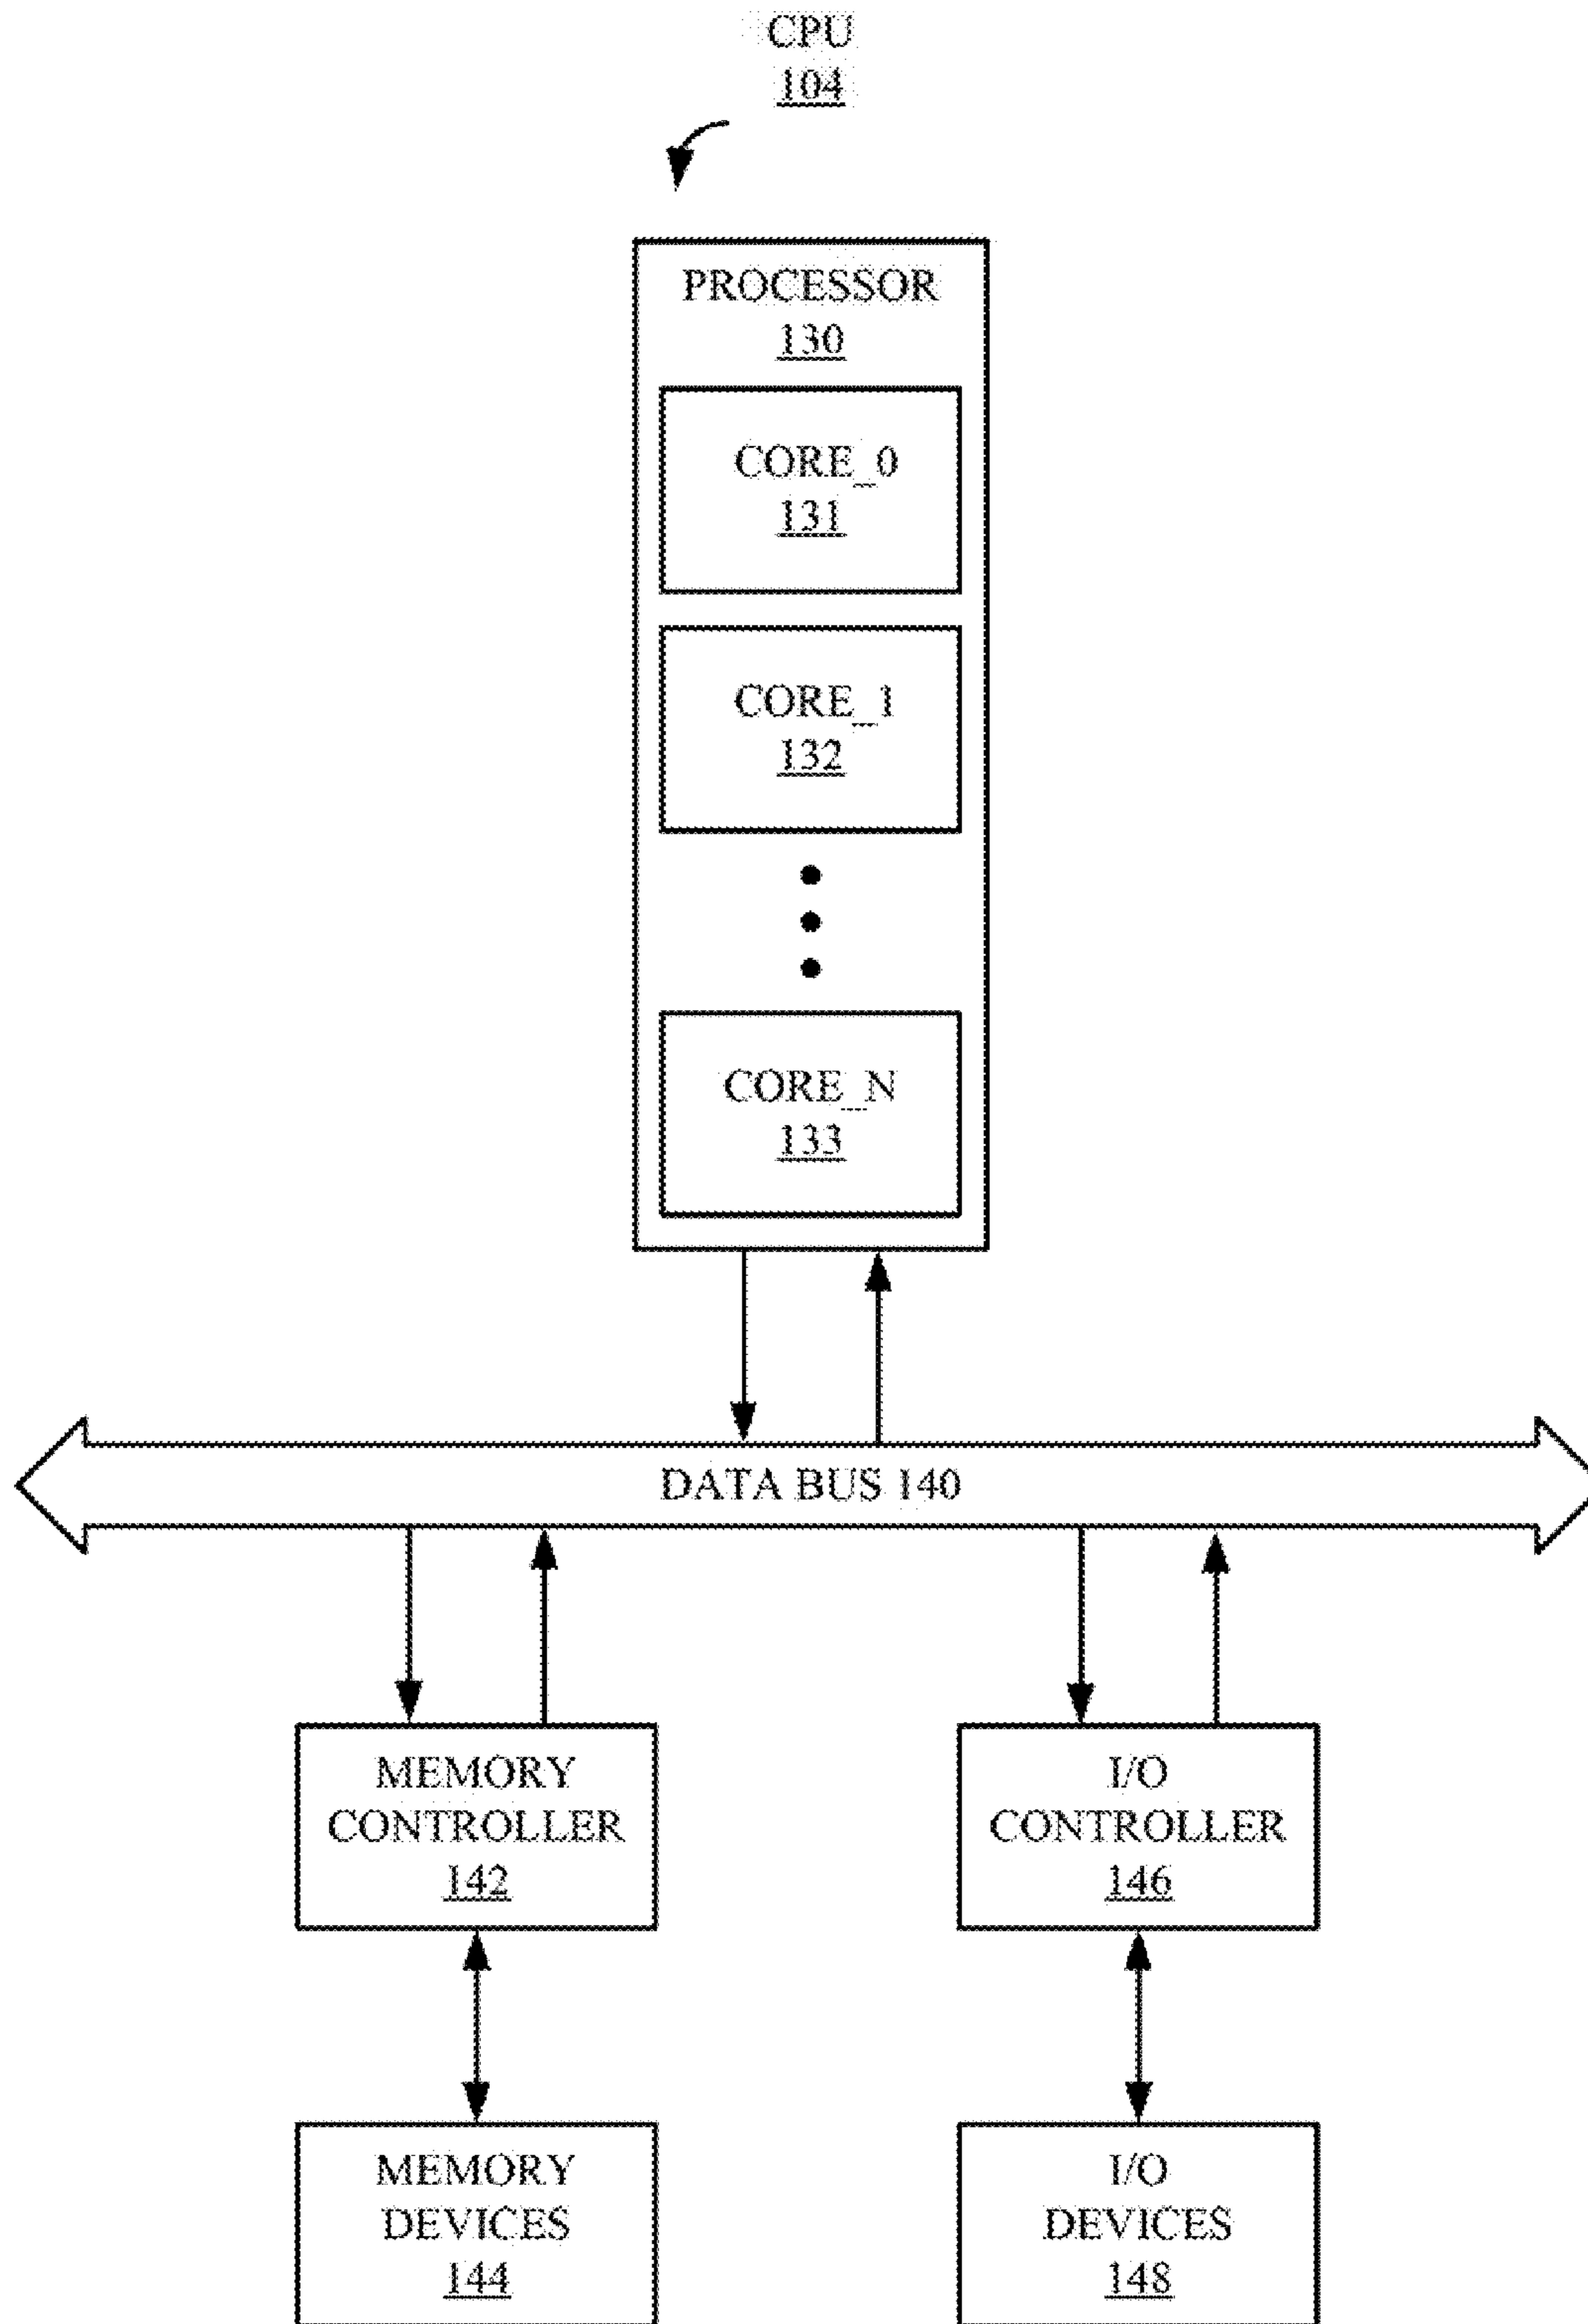 CPU
104
PROCESSOR
130
CORE_0
131
CORE_1
132
CORE_N
133
DATA BUS 140
MEMORY
CONTROLLER
142
I/O
CONTROLLER
146
MEMORY
DEVICES
144
I/O
DEVICES
148